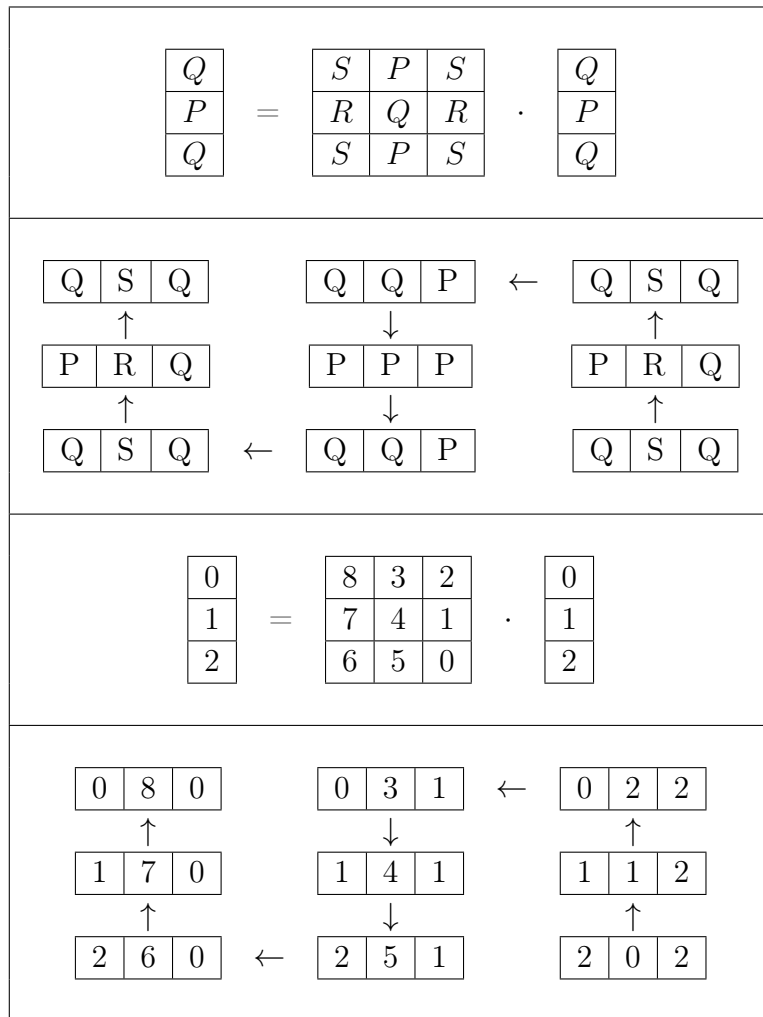 Q S P S Q
P = R Q R · P
Q S P S Q
Q S Q Q Q P ← Q S Q
↑ ↓ ↑
P R Q P P P P R Q
↑ ↓ ↑
Q S Q ← Q Q P Q S Q
0 8 3 2 0
1 = 7 4 1 · 1
2 6 5 0 2
0 8 0 0 3 1 ← 0 2 2
↑ ↓ ↑
1 7 0 1 4 1 1 1 2
↑ ↓ ↑
2 6 0 ← 2 5 1 2 0 2